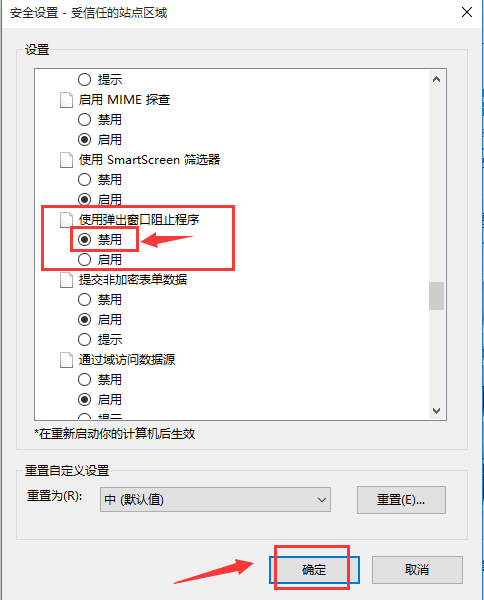 安全设置 - 受信任的站点区域
设置
提示
启用 MIME 探查
禁用
启用
使用 SmartScreen 筛选器
禁用
启用
使用弹出窗口阻止程序
禁用
启用
提交非加密表单数据
禁用
启用
提示
通过域访问数据源
禁用
启用
提示
*在重新启动你的计算机后生效
重置自定义设置
重置为(R): 中 (默认值) 重置(E)...
确定 取消